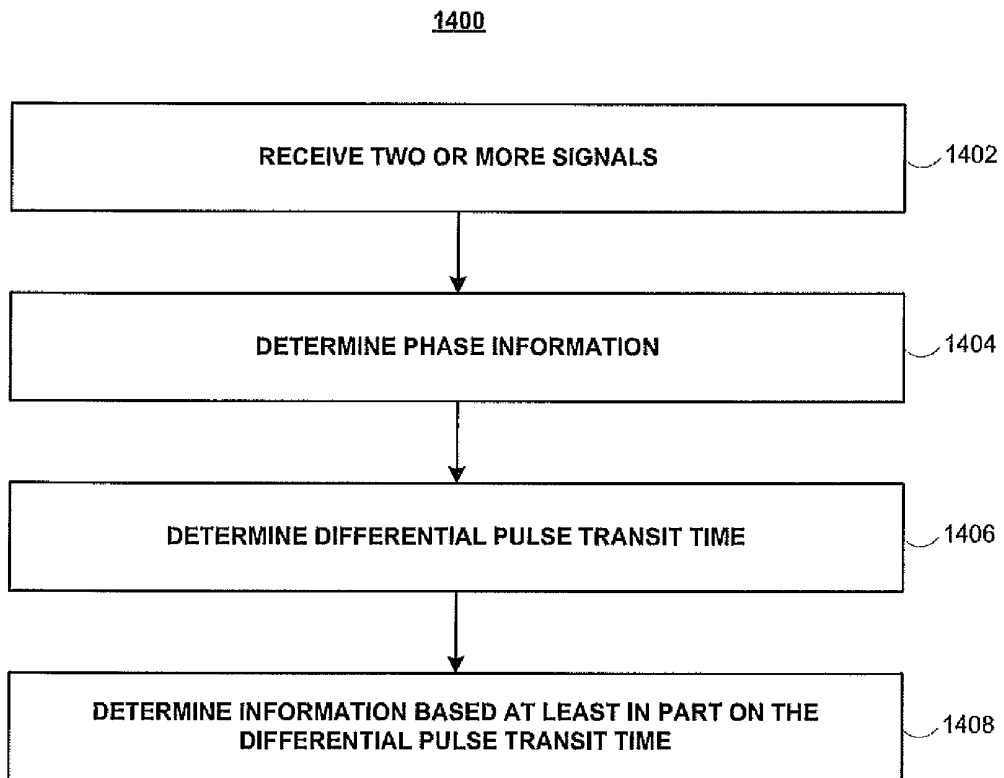 1400
RECEIVE TWO OR MORE SIGNALS
1402
DETERMINE PHASE INFORMATION
1404
DETERMINE DIFFERENTIAL PULSE TRANSIT TIME
1406
DETERMINE INFORMATION BASED AT LEAST IN PART ON THE
DIFFERENTIAL PULSE TRANSIT TIME
1408